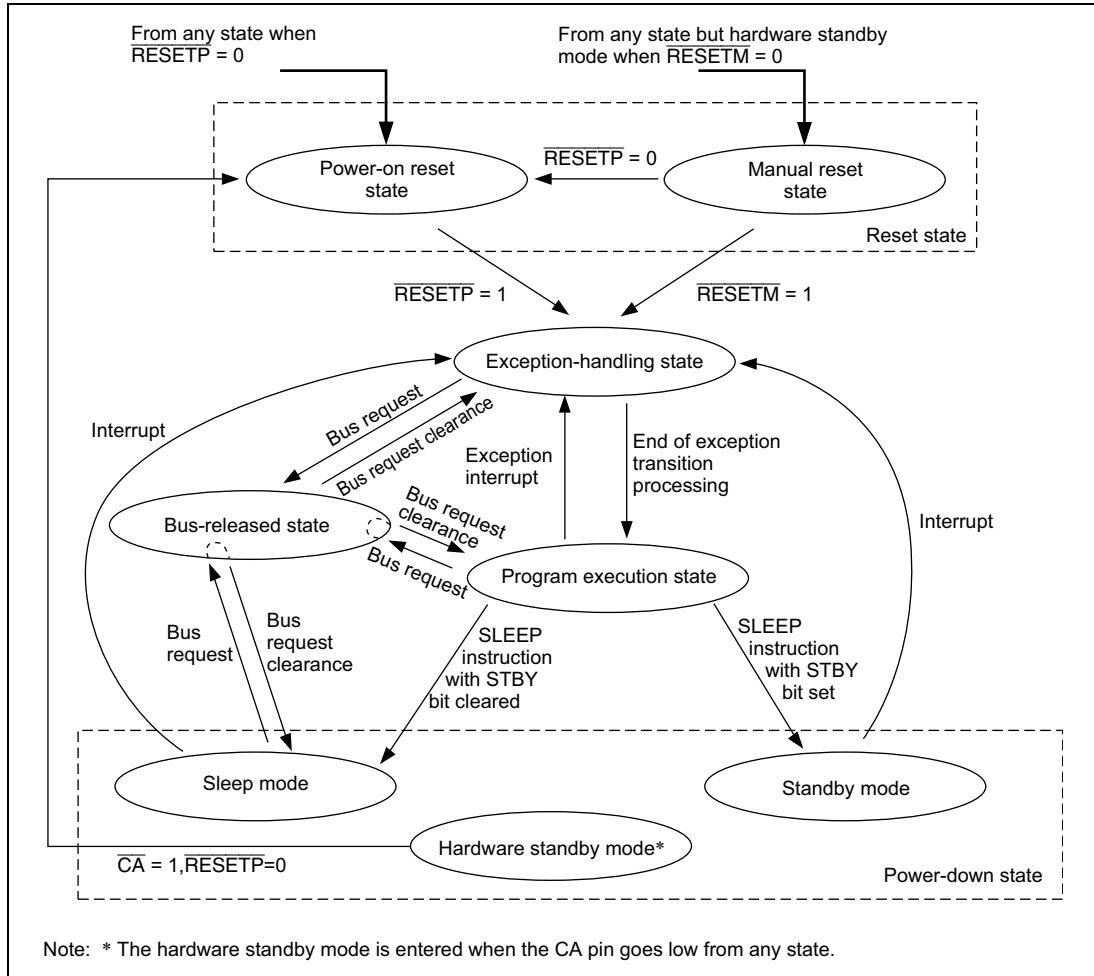 From any state when
RESETP = 0
From any state but hardware standby
mode when RESETM = 0
Power-on reset
state
RESETP = 0
Manual reset
state
Reset state
RESETP = 1
RESETM = 1
Exception-handling state
Interrupt
Bus request
Bus request clearance
Exception
interrupt
End of exception
transition
processing
Interrupt
Bus-released state
Bus request
clearance
Bus request
Program execution state
Bus
request
Bus
request
clearance
SLEEP
instruction
with STBY
bit cleared
SLEEP
instruction
with STBY
bit set
Sleep mode
Standby mode
Hardware standby mode*
CA = 1,RESETP=0
Power-down state
Note: * The hardware standby mode is entered when the CA pin goes low from any state.